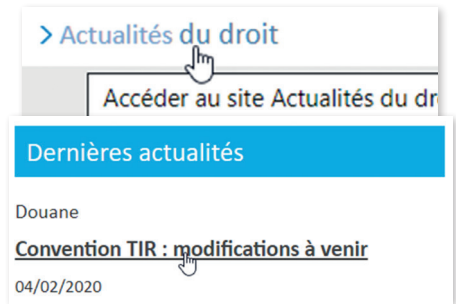 > Actualités du droit
Accéder au site Actualités du dr
Dernières actualités
Douane
Convention TIR : modifications à venir
04/02/2020